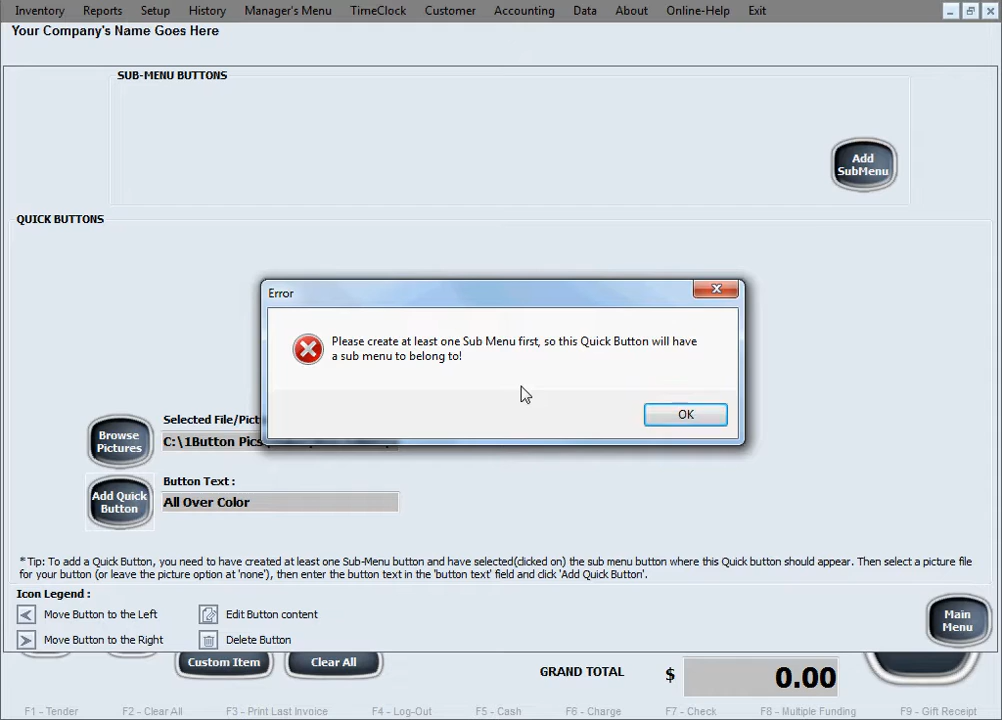 Inventory Reports Setup History Manager's Menu TimeClock Customer Accounting Data About Online-Help Exit
Your Company's Name Goes Here
SUB-MENU BUTTONS
Add
SubMenu
QUICK BUTTONS
Error
Please create at least one Sub Menu first, so this Quick Button will have
a sub menu to belong to!
OK
Browse
Pictures
Selected File/Pict
C:\1Button Pics
Add Quick
Button
Button Text :
All Over Color
*Tip: To add a Quick Button, you need to have created at least one Sub-Menu button and have selected(clicked on) the sub menu button where this Quick button should appear. Then select a picture file
for your button (or leave the picture option at 'none'), then enter the button text in the 'button text' field and click 'Add Quick Button'.
Icon Legend :
Move Button to the Left Edit Button content
Move Button to the Right Delete Button
Main
Menu
Custom Item Clear All GRAND TOTAL $ 0.00
F1 - Tender F2 - Clear All F3 - Print Last Invoice F4 - Log-Out F5 - Cash F6 - Charge F7 - Check F8 - Multiple Funding F9 - Gift Receipt